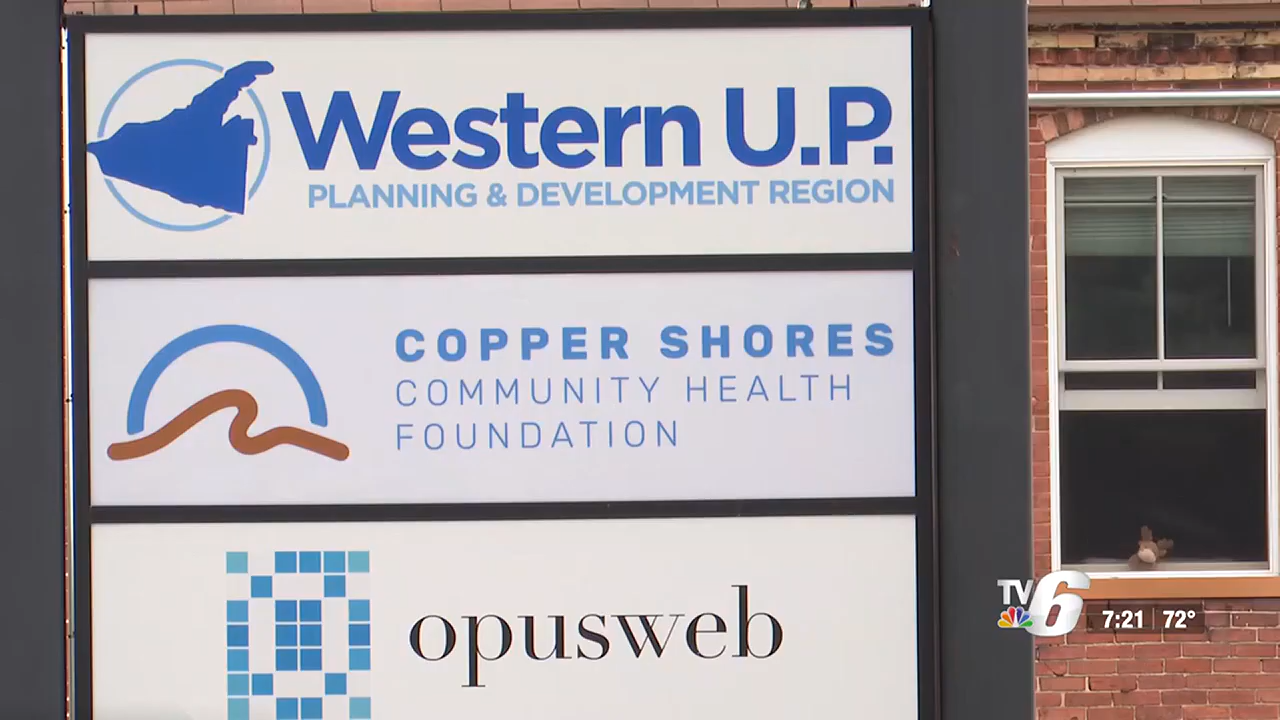 Western U.P.
PLANNING & DEVELOPMENT REGION
COPPER SHORES
COMMUNITY HEALTH
FOUNDATION
opusweb
TV6
7:21 72°